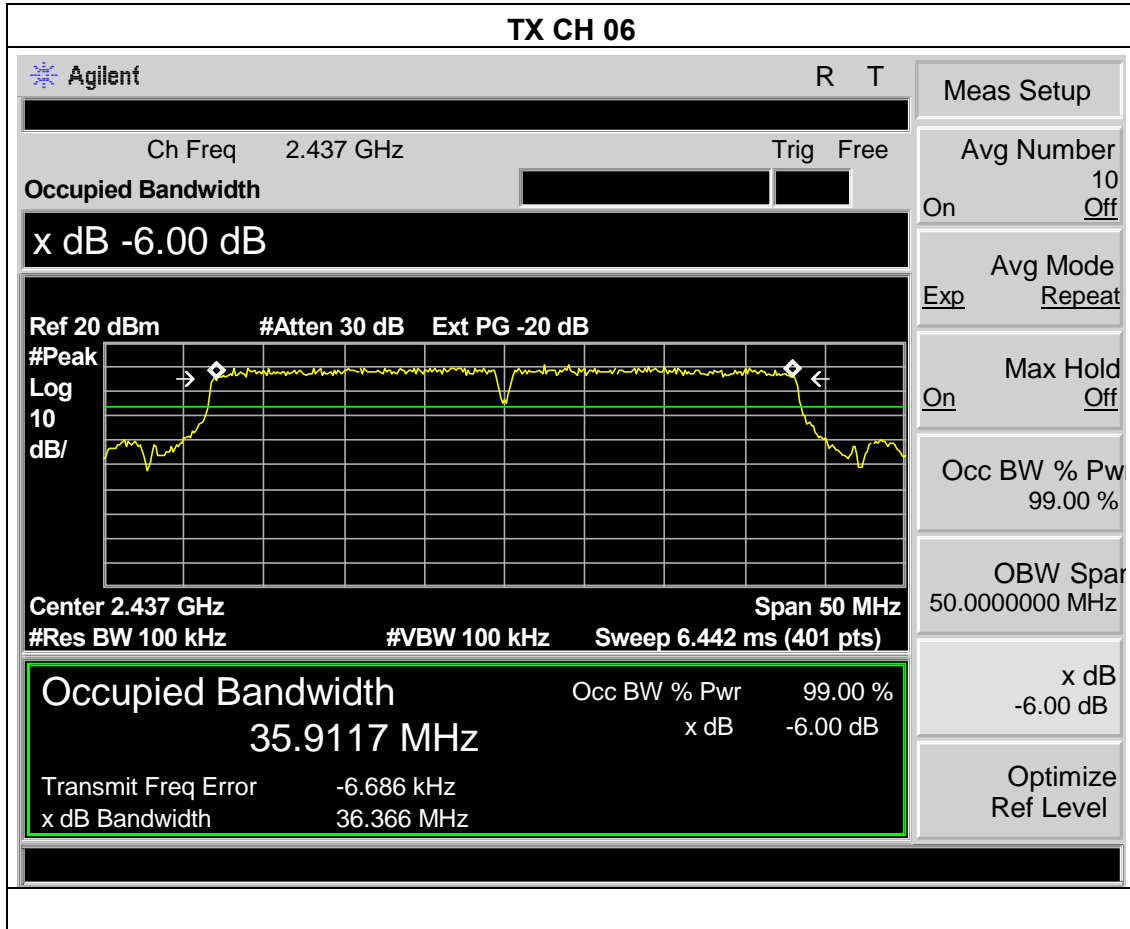 TX CH 06
Agilent R T
Ch Freq 2.437 GHz Trig Free
Occupied Bandwidth
x dB -6.00 dB
Ref 20 dBm #Atten 30 dB Ext PG -20 dB
#Peak
Log
10
dB/
Center 2.437 GHz Span 50 MHz
#Res BW 100 kHz #VBW 100 kHz Sweep 6.442 ms (401 pts)
Occupied Bandwidth Occ BW % Pwr 99.00 %
35.9117 MHz x dB -6.00 dB
Transmit Freq Error -6.686 kHz
x dB Bandwidth 36.366 MHz
Meas Setup
Avg Number
10
On Off
Avg Mode
Exp Repeat
Max Hold
On Off
Occ BW % Pwr
99.00 %
OBW Span
50.0000000 MHz
x dB
-6.00 dB
Optimize
Ref Level